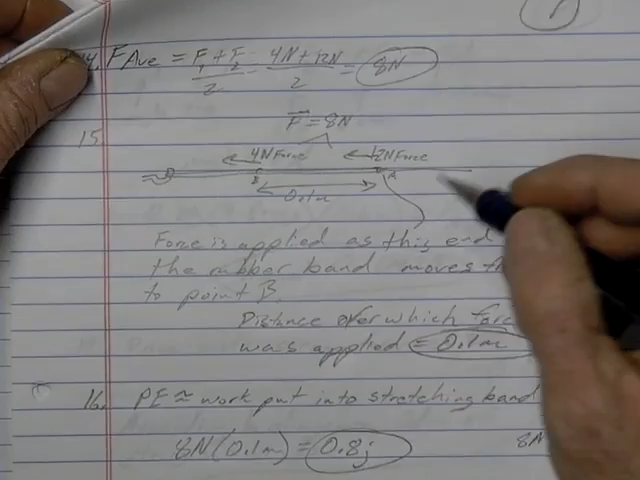 1
14. FAve = F1 + F2 / 2 = 4N + 12N / 2 = 8N
F = 8N
15.
4N Force 12N Force
B A
0.1m
Force is applied as this end
the rubber band moves
to point B.
Distance over which force
was applied = 0.1m
16. PE ≈ work put into stretching band
8N (0.1m) = 0.8j 8N